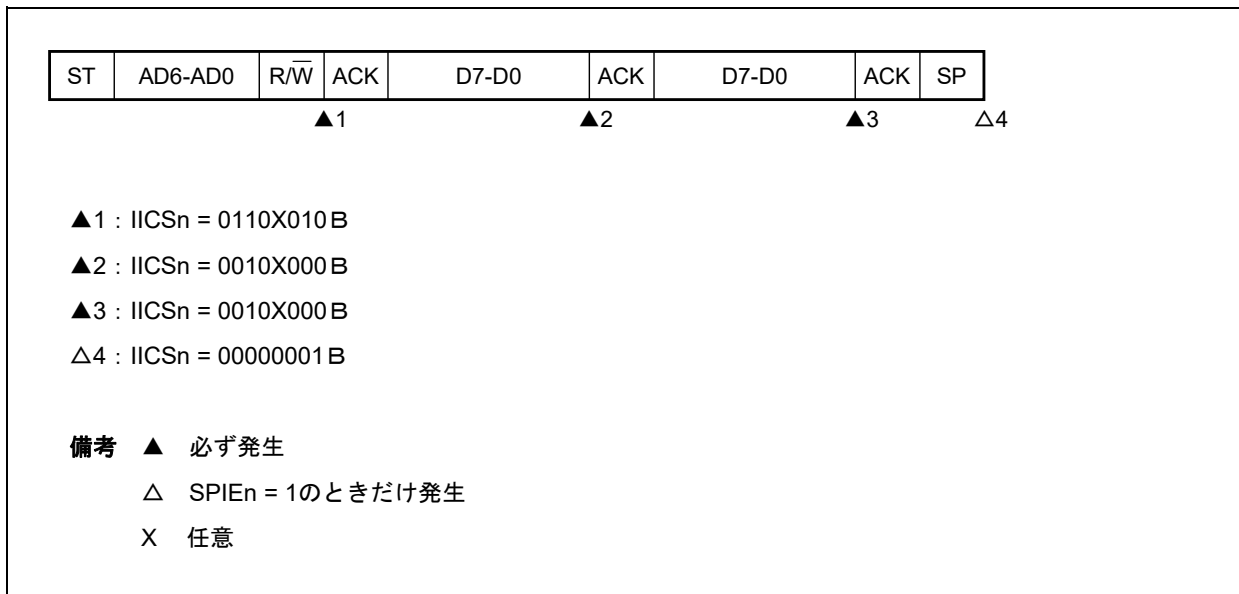 ST AD6-AD0 R/W̅ ACK D7-D0 ACK D7-D0 ACK SP
▲1 ▲2 ▲3 △4
▲1：IICSn = 0110X010Ｂ
▲2：IICSn = 0010X000Ｂ
▲3：IICSn = 0010X000Ｂ
△4：IICSn = 00000001Ｂ
備考 ▲ 必ず発生
△ SPIEn = 1のときだけ発生
X 任意